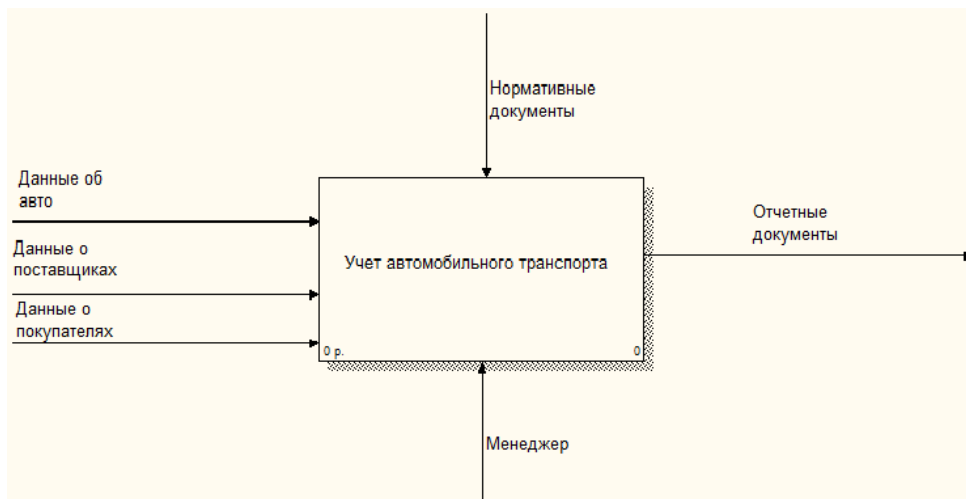 Нормативные
документы
Данные об
авто
Отчетные
документы
Данные о
поставщиках
Учет автомобильного транспорта
Данные о
покупателях
0 р.
0
Менеджер